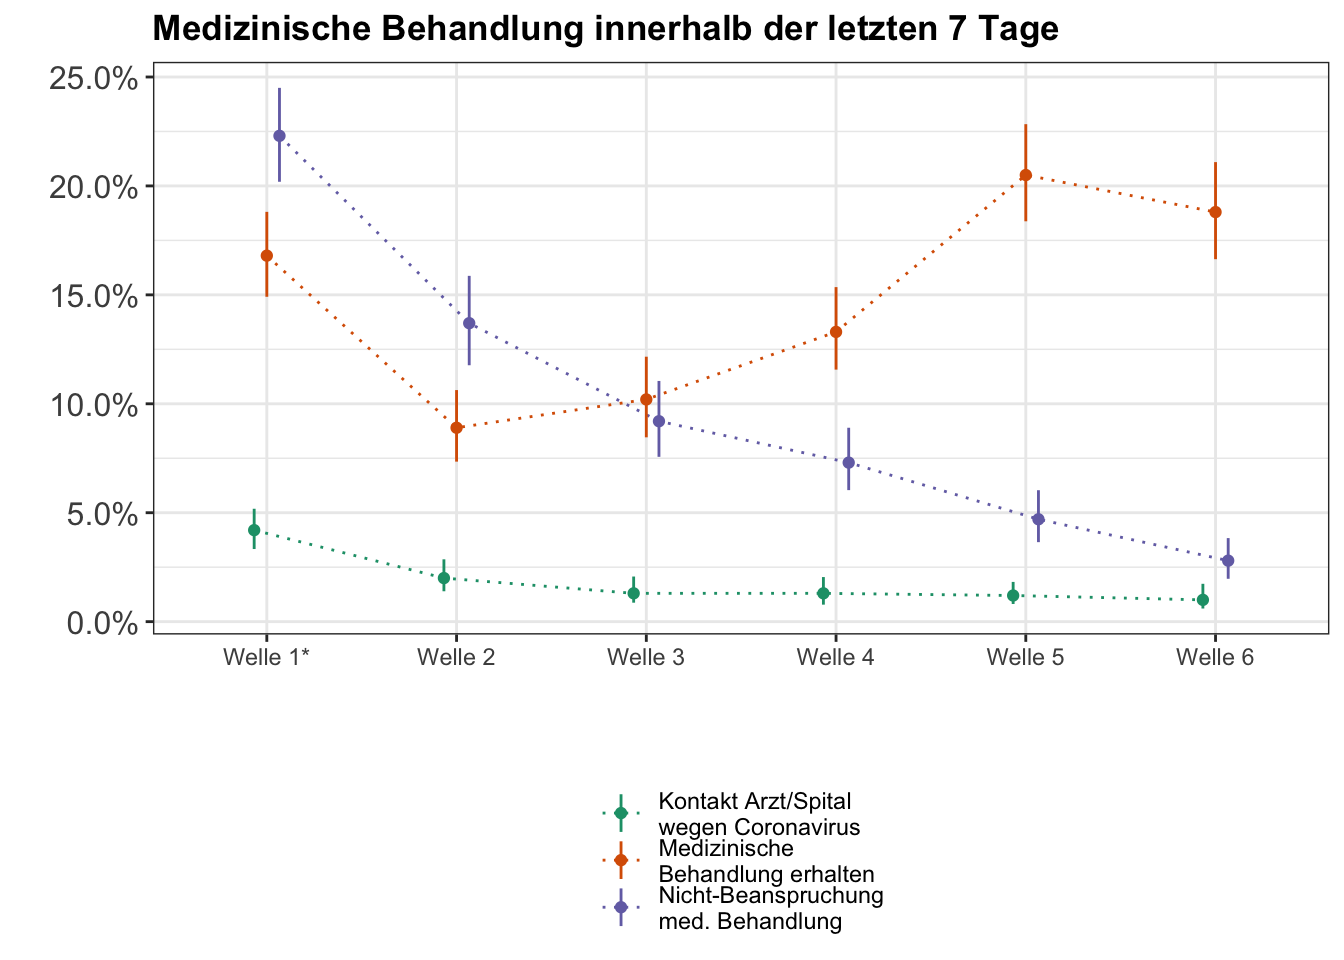 Medizinische Behandlung innerhalb der letzten 7 Tage
25.0%
20.0%
15.0%
10.0%
5.0%
0.0%
Welle 1* Welle 2 Welle 3 Welle 4 Welle 5 Welle 6
Kontakt Arzt/Spital
wegen Coronavirus
Medizinische
Behandlung erhalten
Nicht-Beanspruchung
med. Behandlung